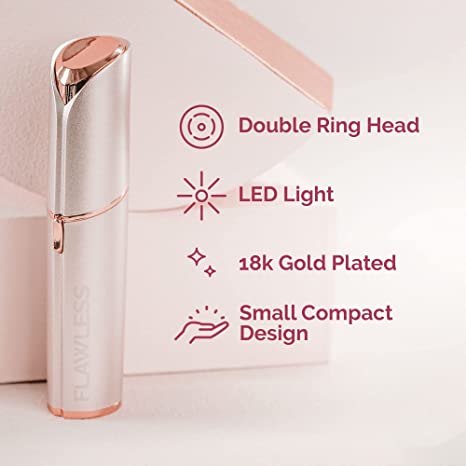 FLAWLESS
Double Ring Head
LED Light
18k Gold Plated
Small Compact
Design